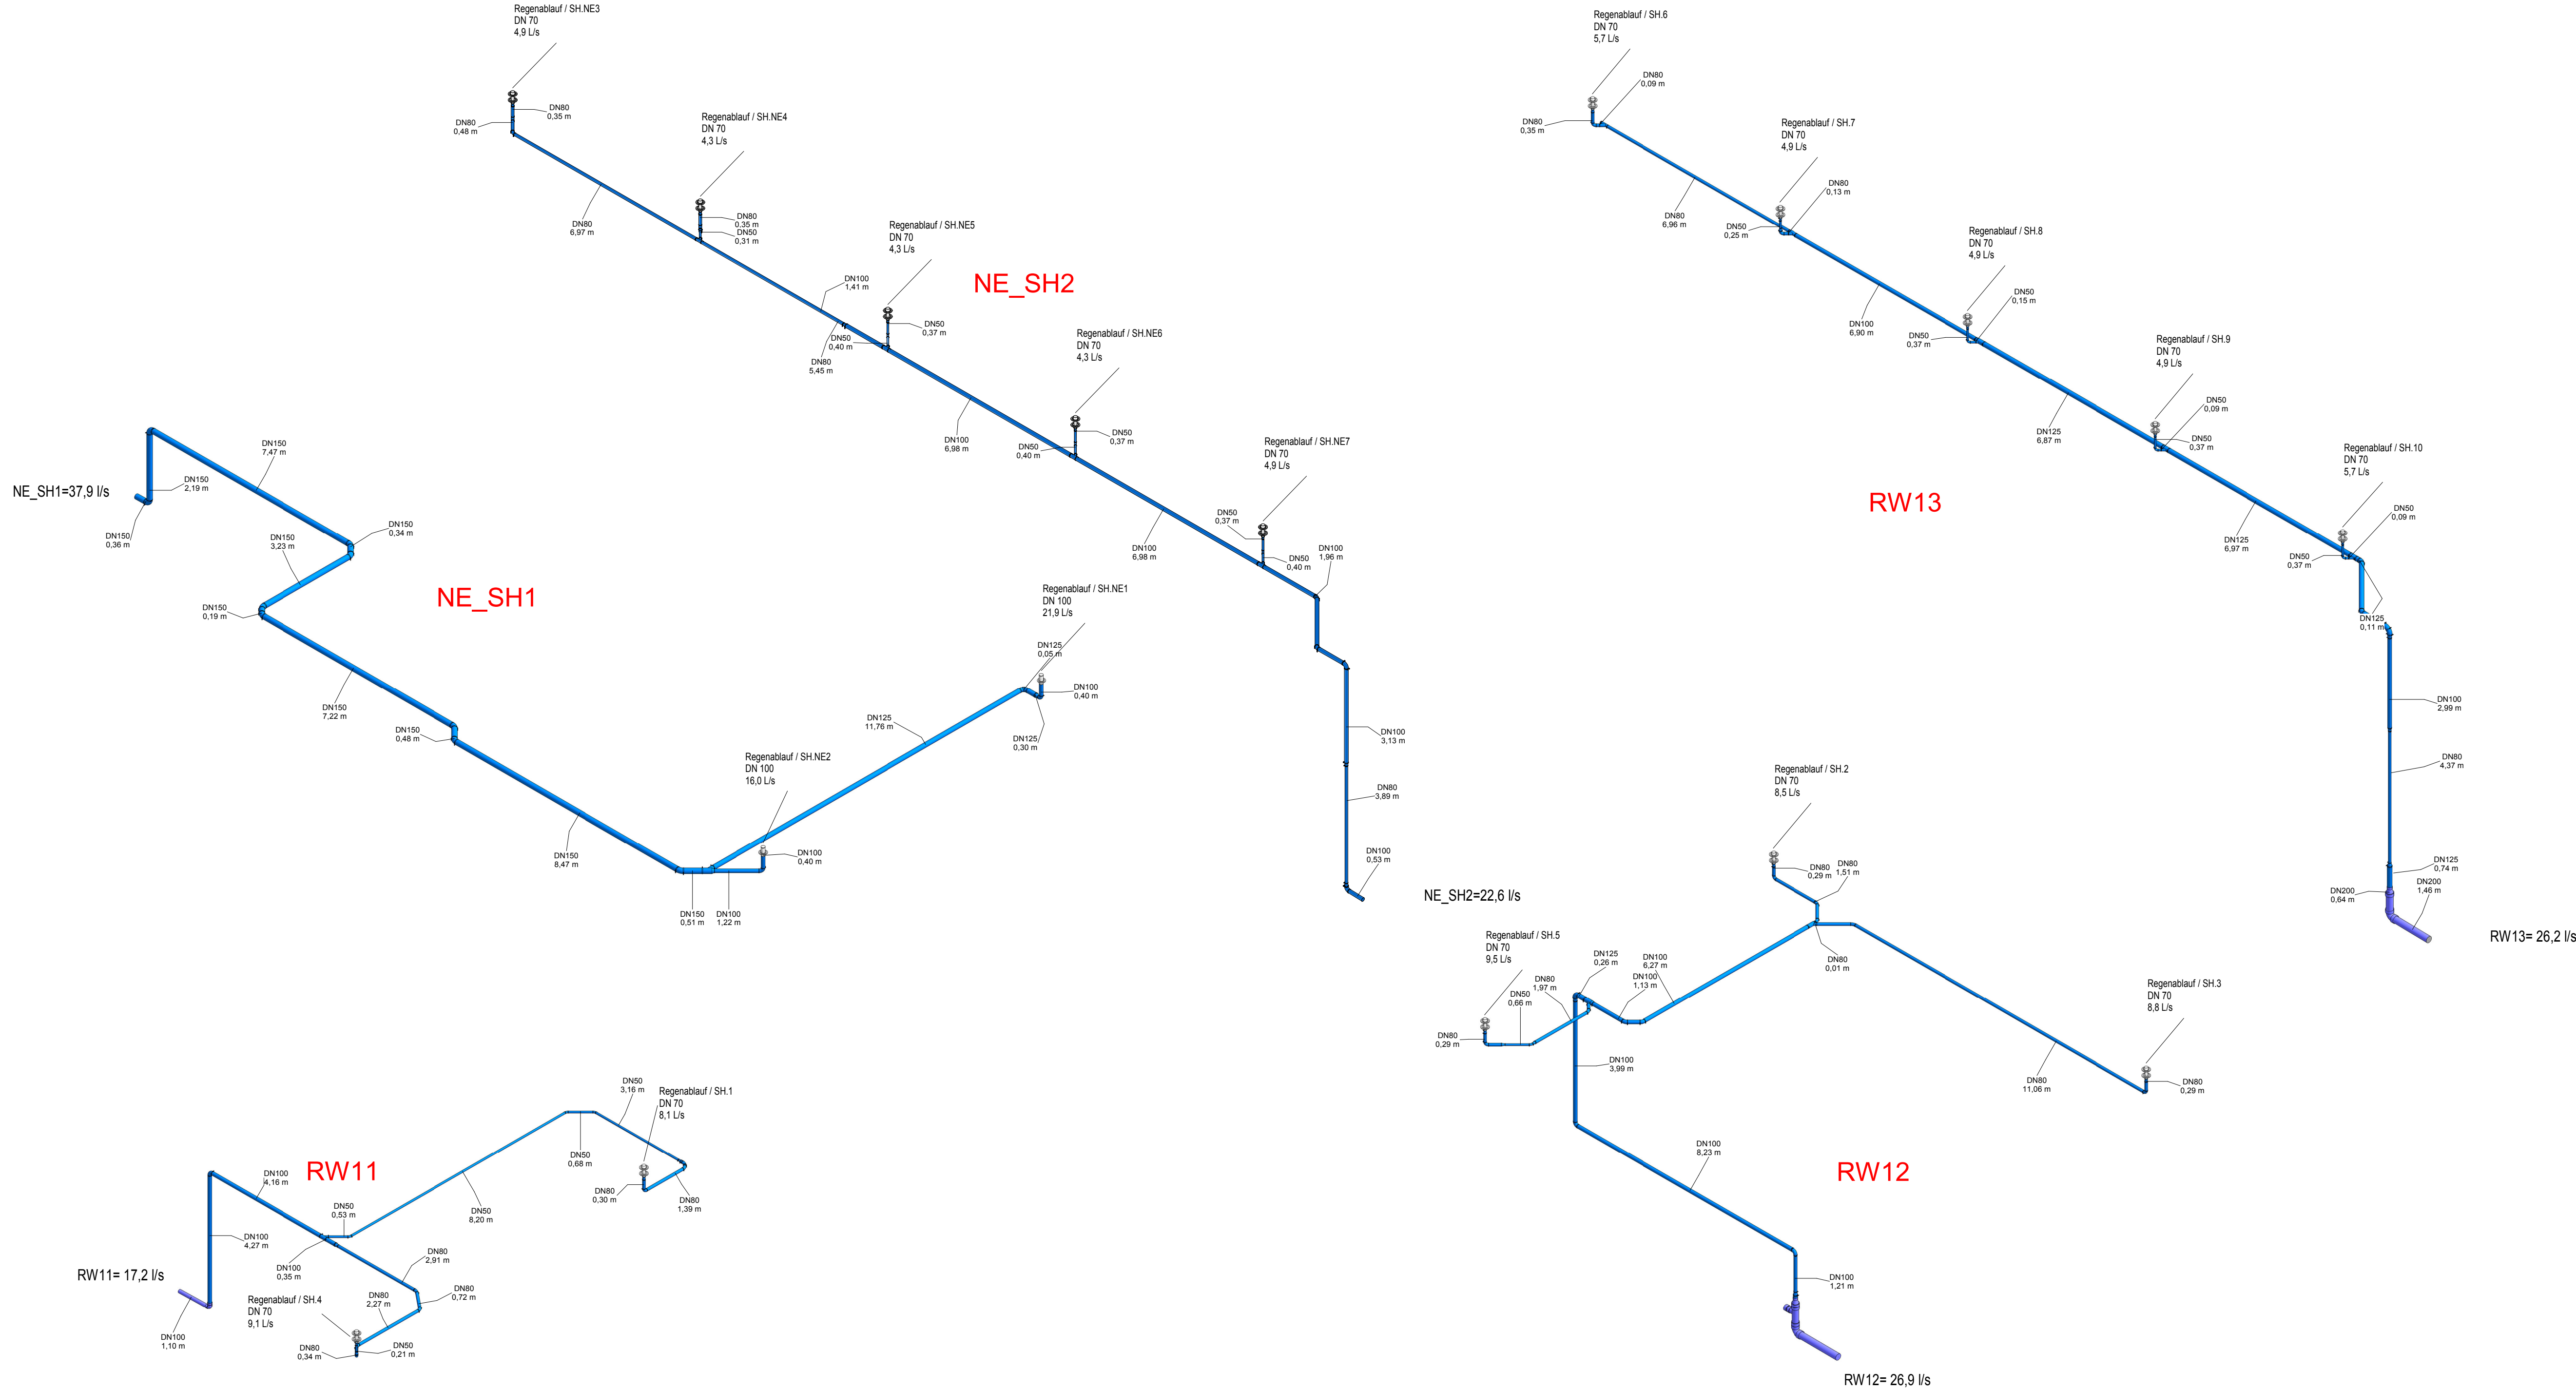 Regenablauf / SH.NE3
DN 70
4,9 L/s
DN80
0,35 m
DN80
0,48 m
DN80
6,97 m
Regenablauf / SH.NE4
DN 70
4,3 L/s
DN80
0,35 m
DN50
0,31 m
Regenablauf / SH.NE5
DN 70
4,3 L/s
NE_SH2
DN100
1,41 m
DN50
0,37 m
DN50
0,40 m
DN80
5,45 m
Regenablauf / SH.NE6
DN 70
4,3 L/s
DN100
6,98 m
DN50
0,37 m
DN50
0,40 m
Regenablauf / SH.NE7
DN 70
4,9 L/s
DN100
6,98 m
DN50
0,37 m
DN50
0,40 m
DN100
1,96 m
DN100
3,13 m
DN80
3,89 m
DN100
0,53 m
NE_SH2=22,6 l/s
Regenablauf / SH.6
DN 70
5,7 L/s
DN80
0,09 m
DN80
0,35 m
DN80
6,96 m
Regenablauf / SH.7
DN 70
4,9 L/s
DN80
0,13 m
DN50
0,25 m
DN100
6,90 m
Regenablauf / SH.8
DN 70
4,9 L/s
DN50
0,15 m
DN50
0,37 m
DN125
6,87 m
Regenablauf / SH.9
DN 70
4,9 L/s
DN50
0,09 m
DN50
0,37 m
RW13
DN125
6,97 m
Regenablauf / SH.10
DN 70
5,7 L/s
DN50
0,09 m
DN50
0,37 m
DN125
0,11 m
DN100
2,99 m
DN80
4,37 m
DN125
0,74 m
DN200
0,64 m
DN200
1,46 m
RW13= 26,2 l/s
NE_SH1=37,9 l/s
DN150
7,47 m
DN150
2,19 m
DN150
0,36 m
DN150
0,34 m
DN150
3,23 m
DN150
0,19 m
NE_SH1
DN150
7,22 m
DN150
0,48 m
DN150
8,47 m
DN150
0,51 m
DN100
1,22 m
Regenablauf / SH.NE2
DN 100
16,0 L/s
DN100
0,40 m
DN125
11,76 m
Regenablauf / SH.NE1
DN 100
21,9 L/s
DN125
0,05 m
DN100
0,40 m
DN125
0,30 m
Regenablauf / SH.2
DN 70
8,5 L/s
DN80
0,29 m
DN80
1,51 m
DN80
0,01 m
Regenablauf / SH.5
DN 70
9,5 L/s
DN80
0,29 m
DN50
0,66 m
DN80
1,97 m
DN125
0,26 m
DN100
1,13 m
DN100
6,27 m
Regenablauf / SH.3
DN 70
8,8 L/s
DN80
0,29 m
DN80
11,06 m
DN100
3,99 m
DN100
8,23 m
RW12
DN100
1,21 m
RW12= 26,9 l/s
DN50
3,16 m
Regenablauf / SH.1
DN 70
8,1 L/s
DN50
0,68 m
DN80
0,30 m
DN80
1,39 m
RW11
DN100
4,16 m
DN50
0,53 m
DN50
8,20 m
DN100
4,27 m
DN100
0,35 m
DN80
2,91 m
DN80
0,72 m
DN80
2,27 m
RW11= 17,2 l/s
Regenablauf / SH.4
DN 70
9,1 L/s
DN100
1,10 m
DN80
0,34 m
DN50
0,21 m